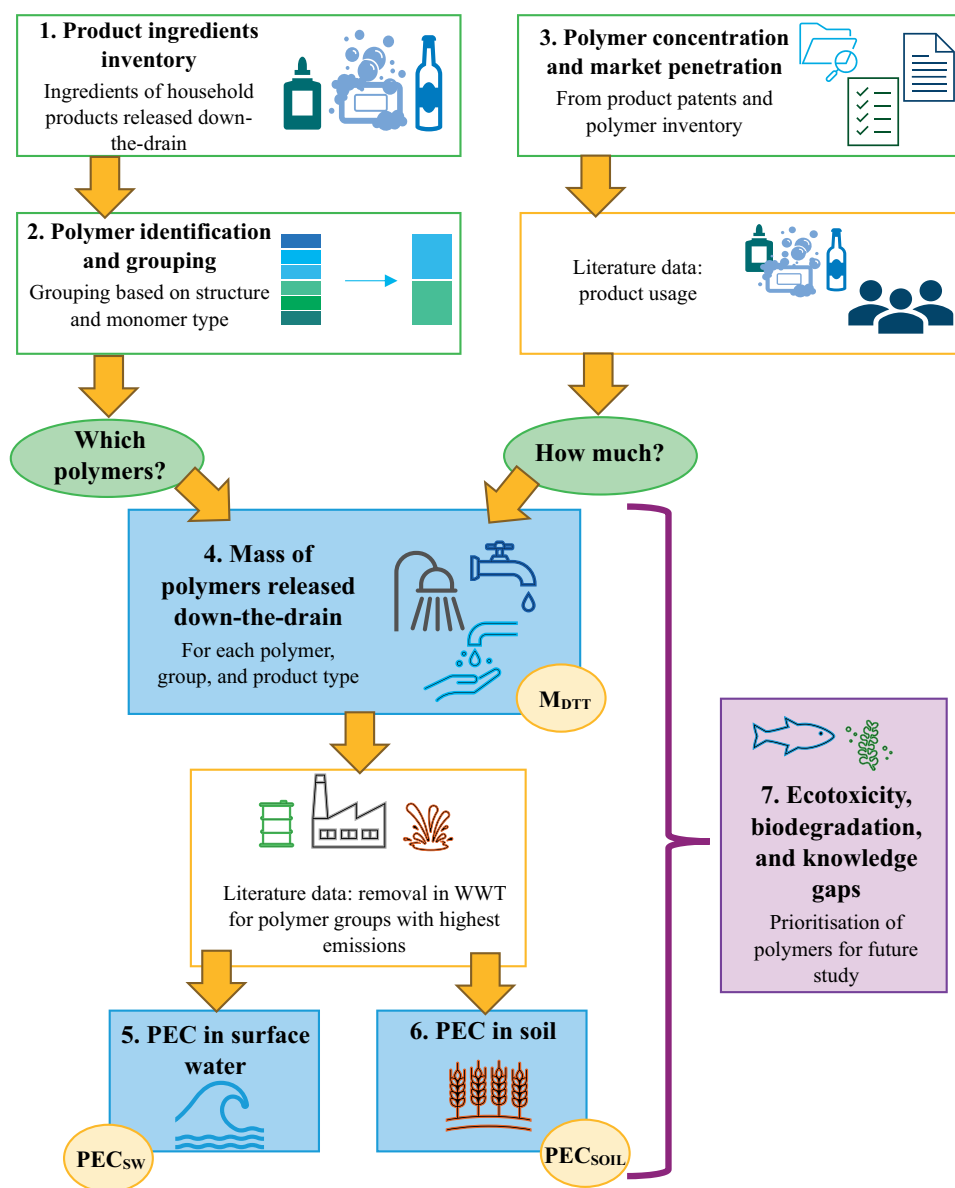 1. Product ingredients
inventory
Ingredients of household
products released down-
the-drain
3. Polymer concentration
and market penetration
From product patents and
polymer inventory
2. Polymer identification
and grouping
Grouping based on structure
and monomer type
Literature data:
product usage
Which
polymers?
How much?
4. Mass of
polymers released
down-the-drain
For each polymer,
group, and product type
MDTT
Literature data: removal in WWT
for polymer groups with highest
emissions
7. Ecotoxicity,
biodegradation,
and knowledge
gaps
Prioritisation of
polymers for future
study
5. PEC in surface
water
PECSW
6. PEC in soil
PECSOIL